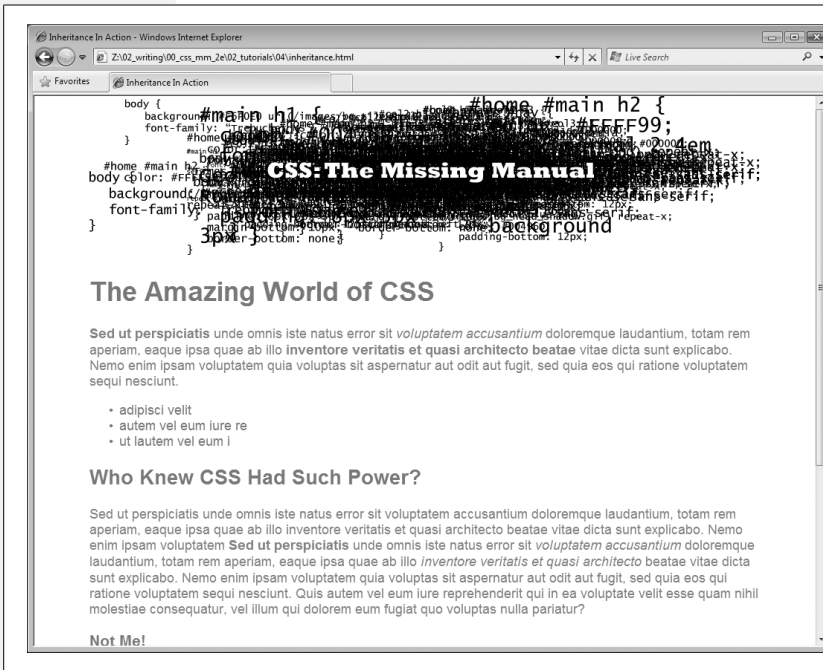 Inheritance In Action - Windows Internet Explorer
Z:\02_writing\00_css_mm_2e\02_tutorials\04\inheritance.html
Live Search
Favorites
Inheritance In Action
body {
#main h1 {
#home #main h2 {
#FFFF99;
}
#home #main h2
CSS: The Missing Manual
font-family:
}
3px }
border-bottom: none;
background
padding-bottom: 12px;
}
}
The Amazing World of CSS
Sed ut perspiciatis unde omnis iste natus error sit voluptatem accusantium doloremque laudantium, totam rem
aperiam, eaque ipsa quae ab illo inventore veritatis et quasi architecto beatae vitae dicta sunt explicabo.
Nemo enim ipsam voluptatem quia voluptas sit aspernatur aut odit aut fugit, sed quia eos qui ratione voluptatem
sequi nesciunt.
• adipisci velit
• autem vel eum iure re
• ut lautem vel eum i
Who Knew CSS Had Such Power?
Sed ut perspiciatis unde omnis iste natus error sit voluptatem accusantium doloremque laudantium, totam rem
aperiam, eaque ipsa quae ab illo inventore veritatis et quasi architecto beatae vitae dicta sunt explicabo. Nemo
enim ipsam voluptatem Sed ut perspiciatis unde omnis iste natus error sit voluptatem accusantium doloremque
laudantium, totam aperiam, eaque ipsa quae ab illo inventore veritatis et quasi architecto beatae vitae dicta
sunt explicabo. Nemo enim ipsam voluptatem quia voluptas sit aspernatur aut odit aut fugit, sed quia eos qui
ratione voluptatem sequi nesciunt. Quis autem vel eum iure reprehenderit qui in ea voluptate velit esse quam nihil
molestiae consequatur, vel illum qui dolorem eum fugiat quo voluptas nulla pariatur?
Not Me!